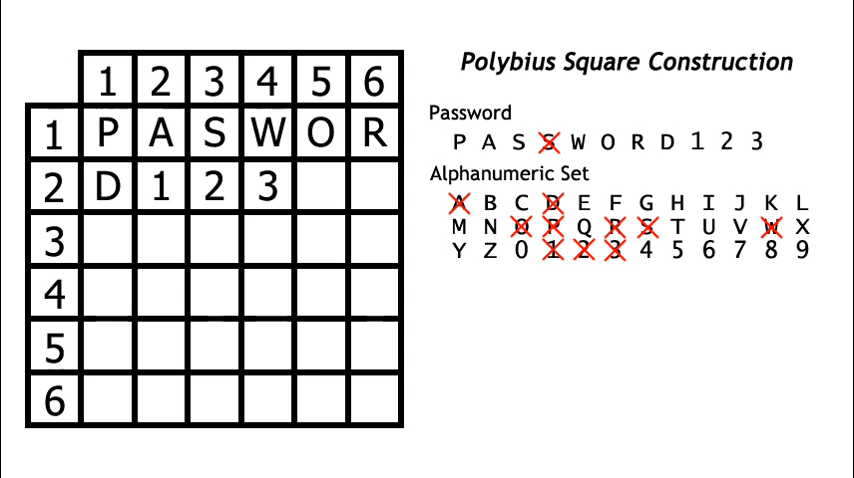 Polybius Square Construction
1 2 3 4 5 6
1 P A S W O R
2 D 1 2 3
3
4
5
6
Password
P A S S W O R D 1 2 3
Alphanumeric Set
A B C D E F G H I J K L
M N O P Q R S T U V W X
Y Z 0 1 2 3 4 5 6 7 8 9